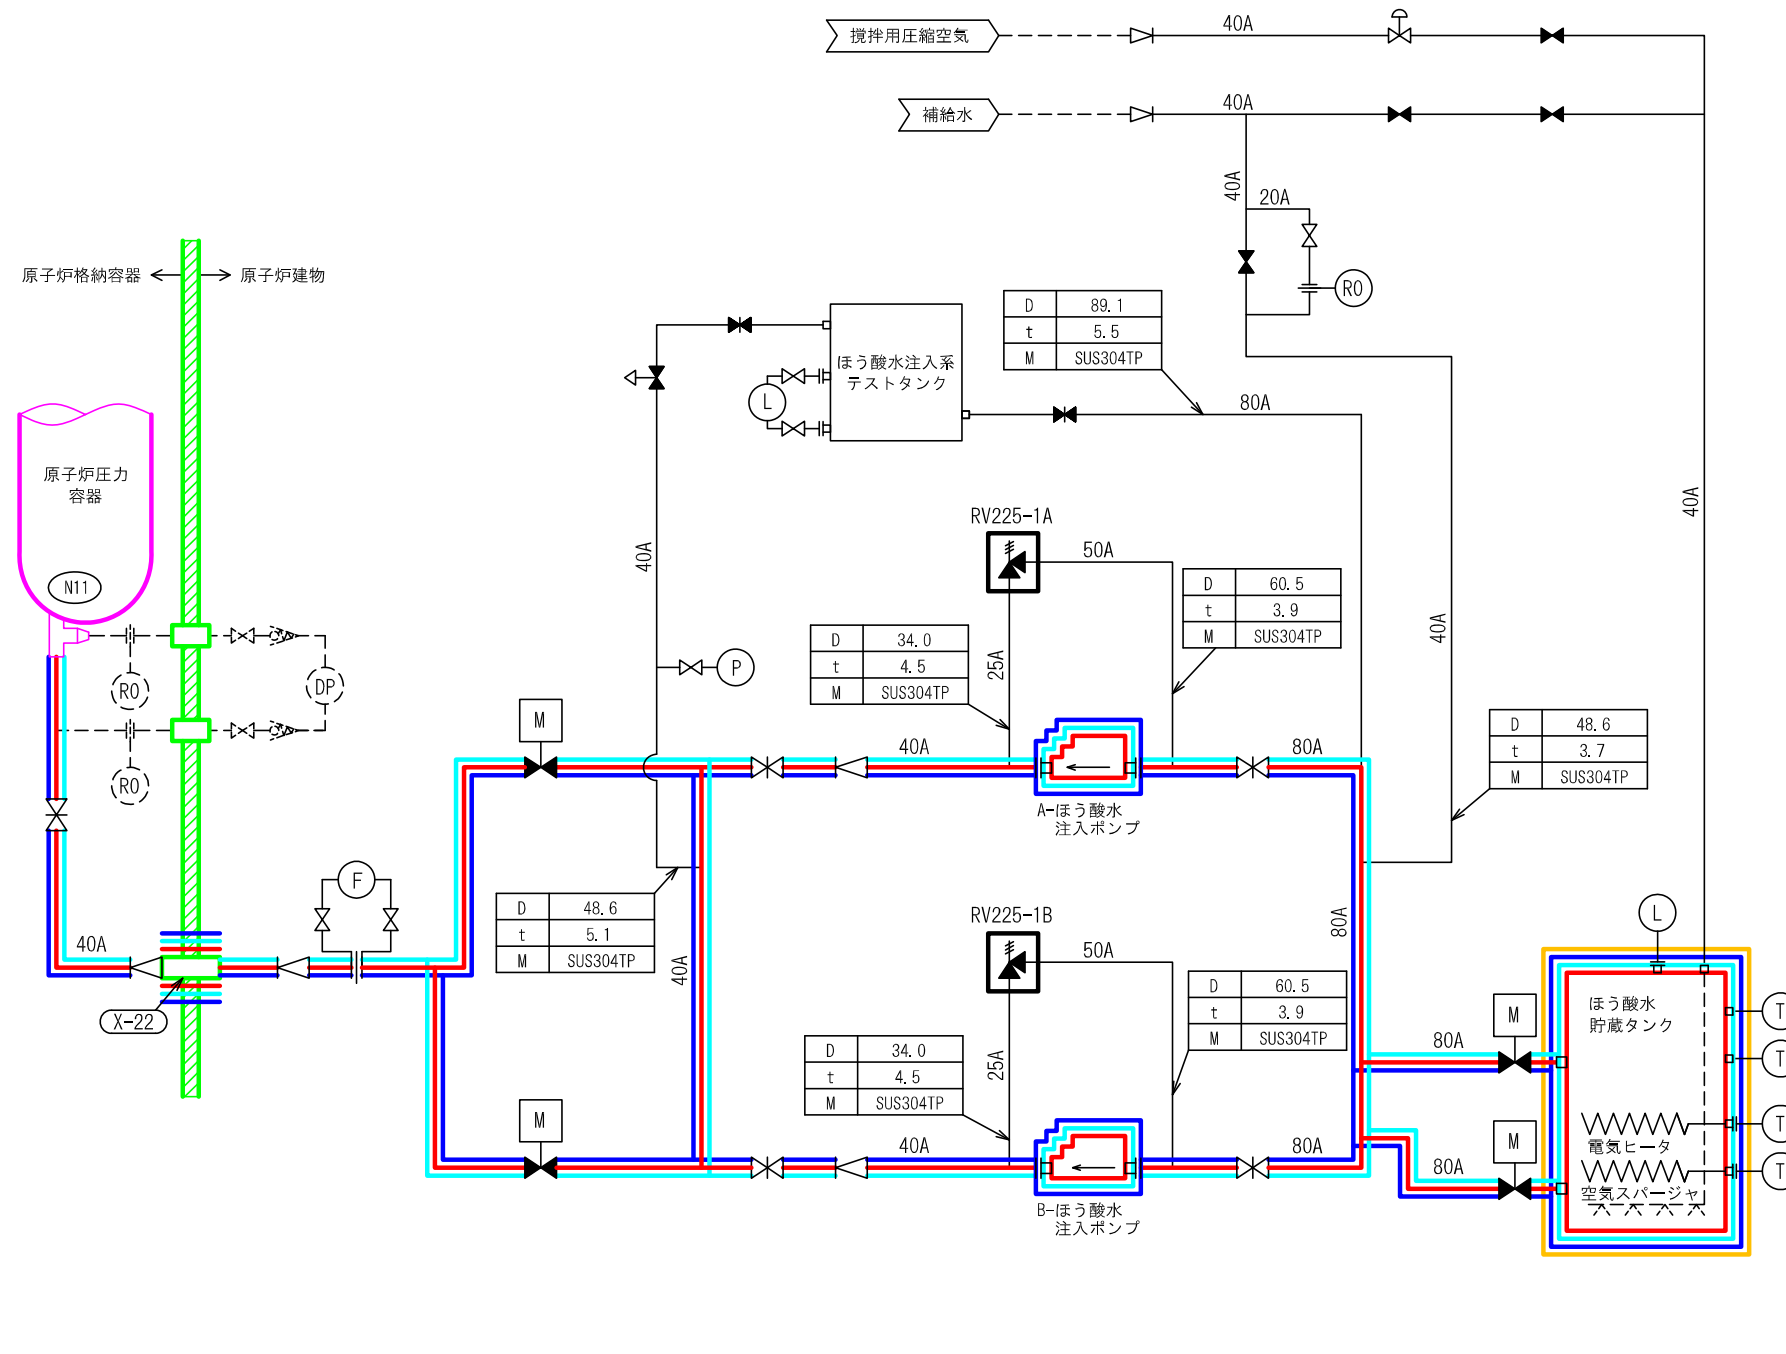 撹拌用圧縮空気
40A
補給水
40A
40A
20A
RO
原子炉格納容器
原子炉建物
D 89.1
t 5.5
M SUS304TP
ほう酸水注入系
テストタンク
L
80A
原子炉圧力
容器
N11
40A
RV225-1A
50A
40A
D 60.5
t 3.9
M SUS304TP
40A
D 34.0
t 4.5
M SUS304TP
25A
P
RO
DP
M
D 48.6
t 3.7
M SUS304TP
40A
80A
RO
A-ほう酸水
注入ポンプ
F
D 48.6
t 5.1
M SUS304TP
40A
40A
RV225-1B
50A
80A
L
X-22
D 60.5
t 3.9
M SUS304TP
ほう酸水
貯蔵タンク
T
M
80A
T
D 34.0
t 4.5
M SUS304TP
25A
M
40A
80A
M
80A
電気ヒータ
T
空気スパージャ
T
B-ほう酸水
注入ポンプ